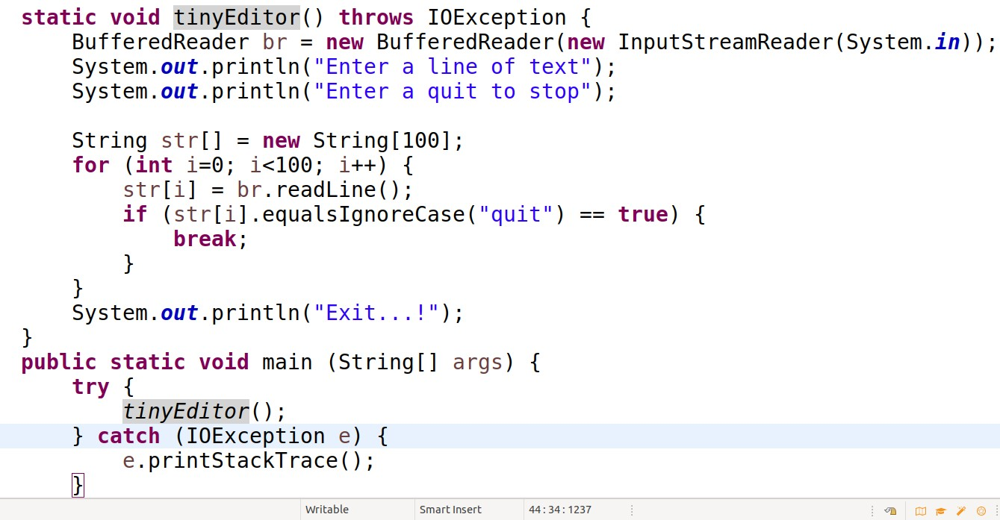 static void tinyEditor() throws IOException {
    BufferedReader br = new BufferedReader(new InputStreamReader(System.in));
    System.out.println("Enter a line of text");
    System.out.println("Enter a quit to stop");

    String str[] = new String[100];
    for (int i=0; i<100; i++) {
        str[i] = br.readLine();
        if (str[i].equalsIgnoreCase("quit") == true) {
            break;
        }
    }
    System.out.println("Exit...!");
}
public static void main (String[] args) {
    try {
        tinyEditor();
    } catch (IOException e) {
        e.printStackTrace();
    }
Writable Smart Insert 44:34:1237